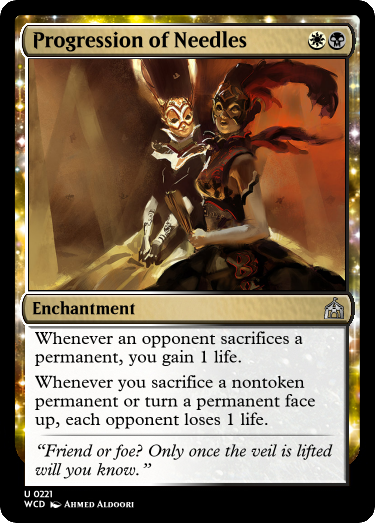 Progression of Needles
Enchantment
Whenever an opponent sacrifices a
permanent, you gain 1 life.
Whenever you sacrifice a nontoken
permanent or turn a permanent face
up, each opponent loses 1 life.
“Friend or foe? Only once the veil is lifted
will you know.”
U 0221
WCD Ahmed Aldoori